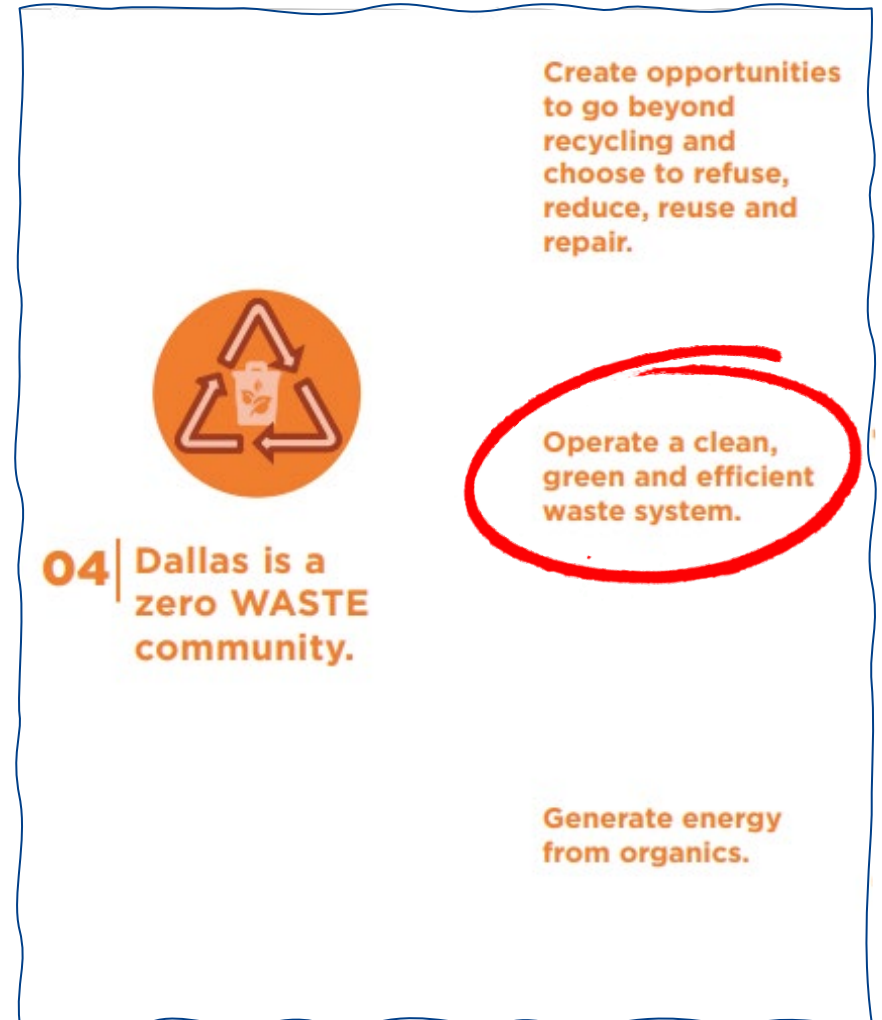 Create opportunities
to go beyond
recycling and
choose to refuse,
reduce, reuse and
repair.
Operate a clean,
green and efficient
waste system.
04
Dallas is a
zero WASTE
community.
Generate energy
from organics.